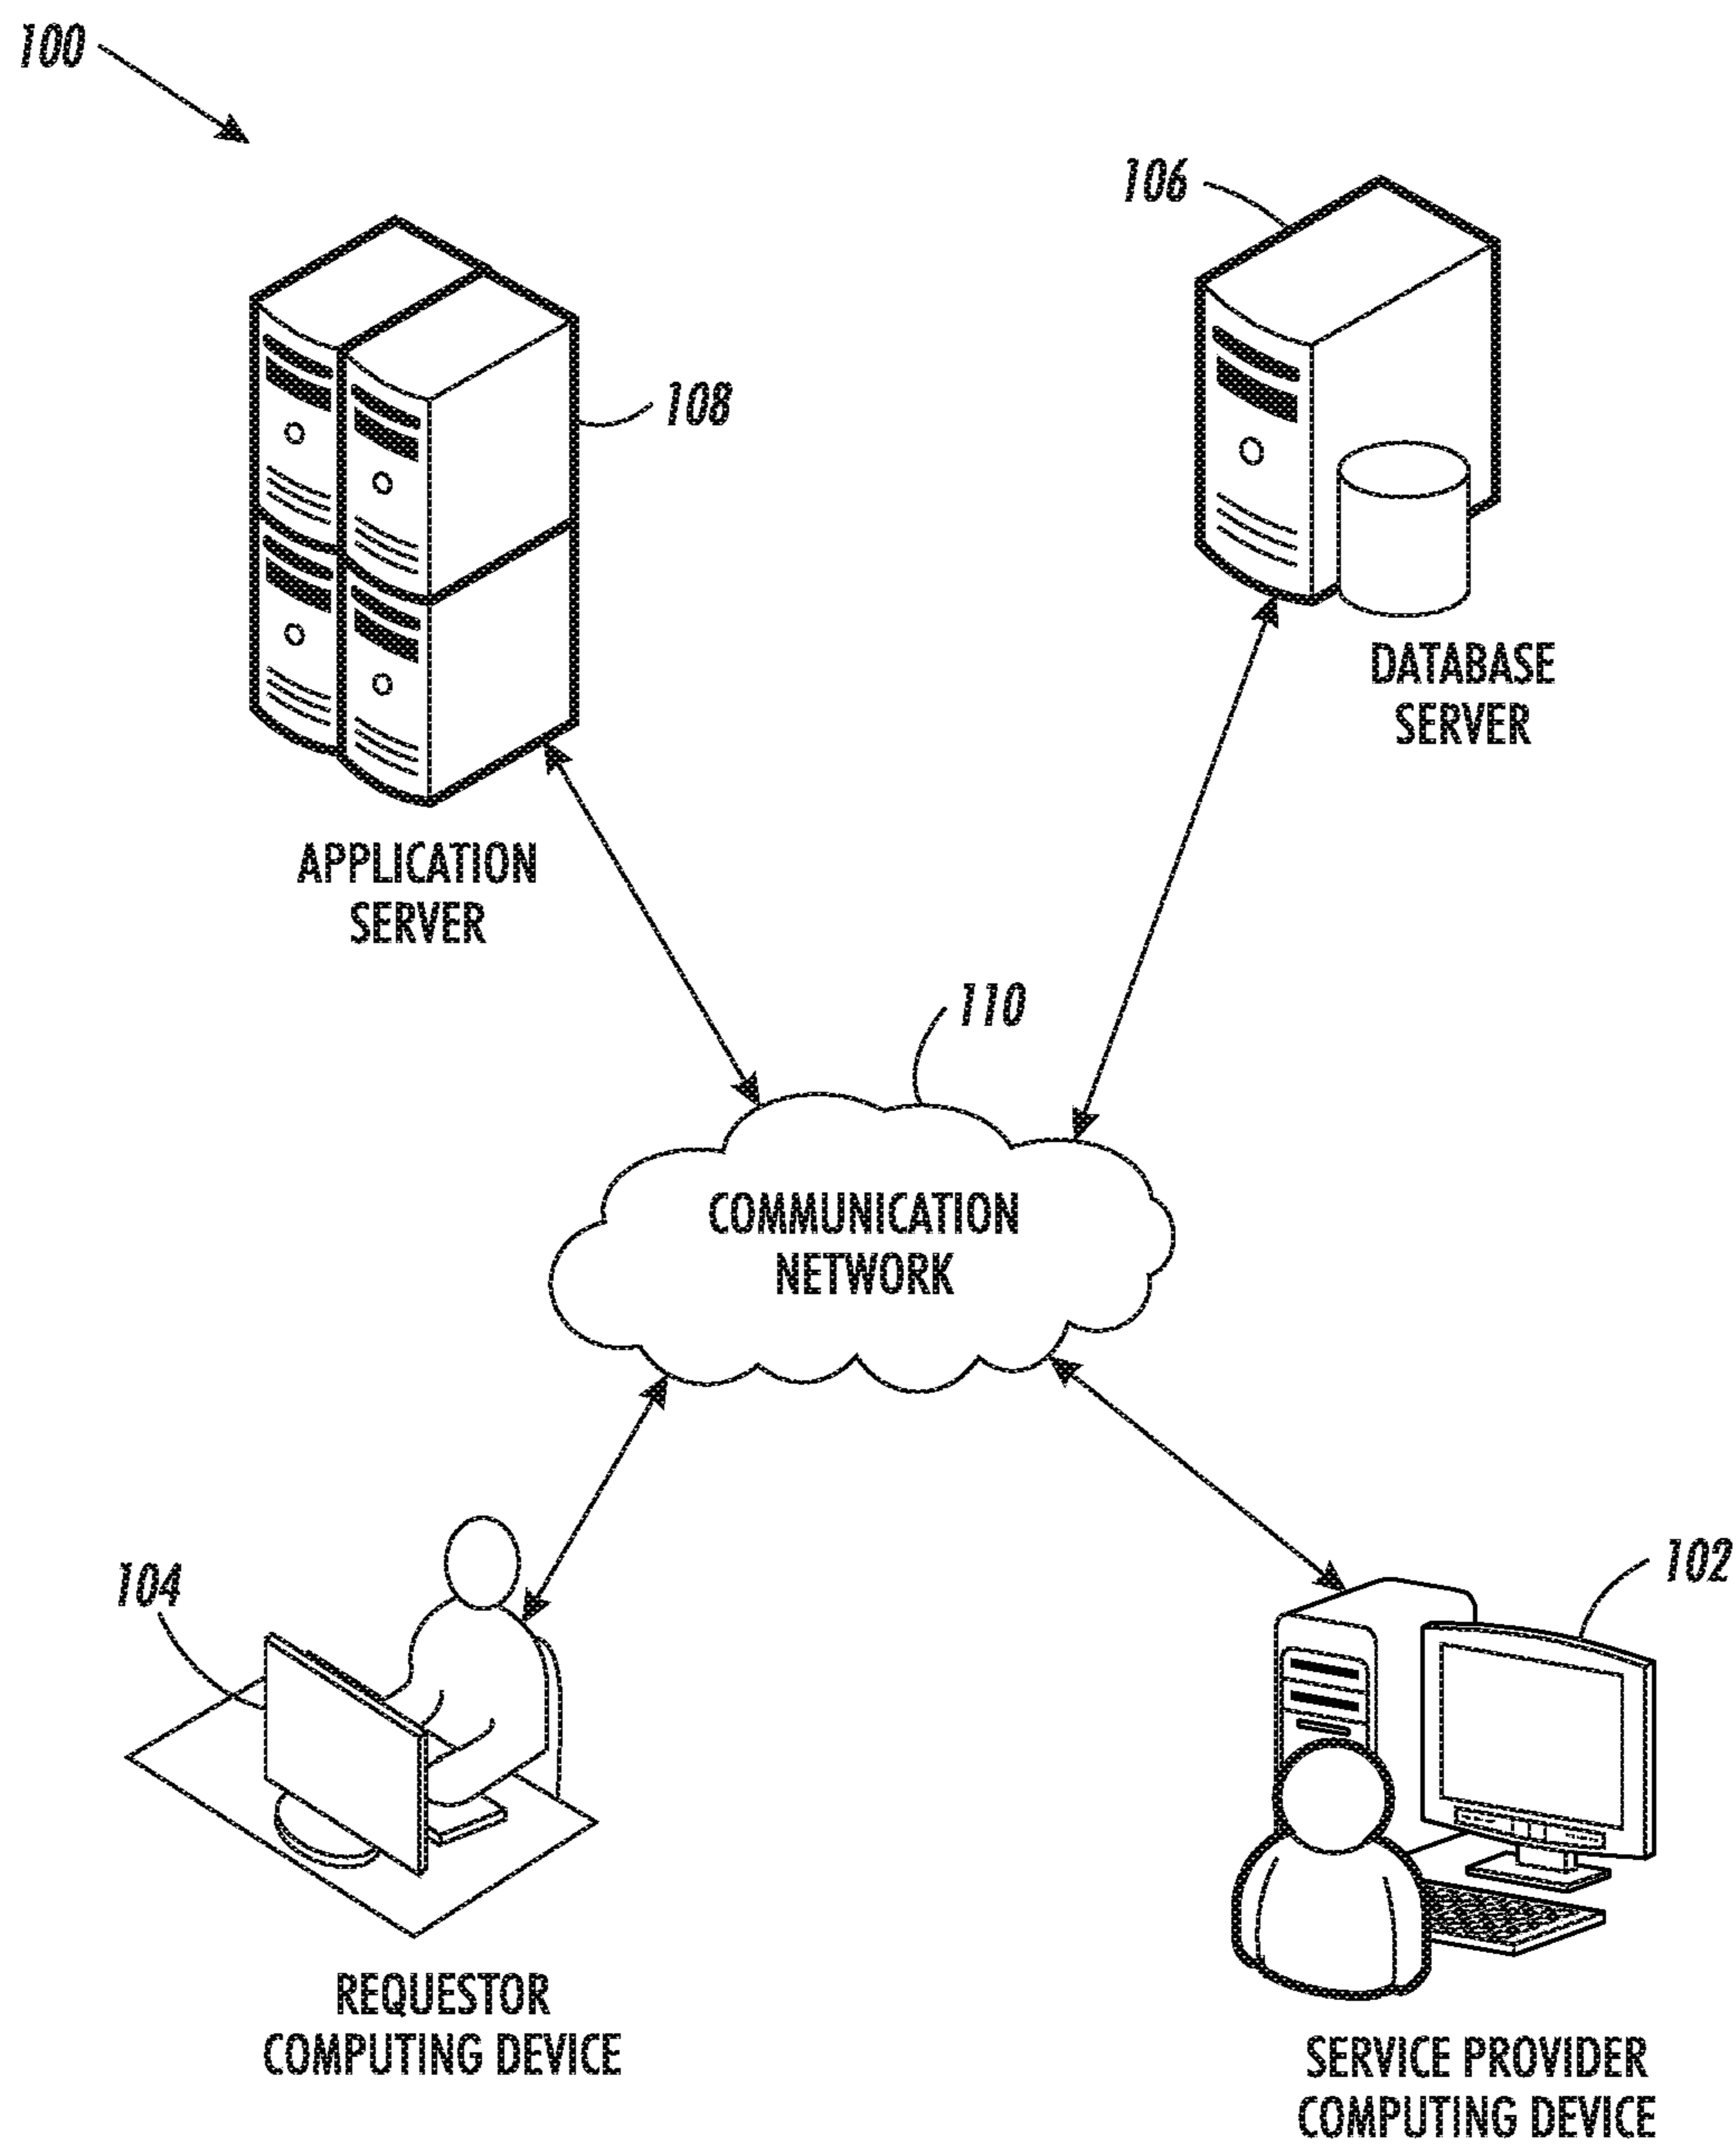 100
106
108
DATABASE
SERVER
APPLICATION
SERVER
110
COMMUNICATION
NETWORK
104
102
REQUESTOR
COMPUTING DEVICE
SERVICE PROVIDER
COMPUTING DEVICE